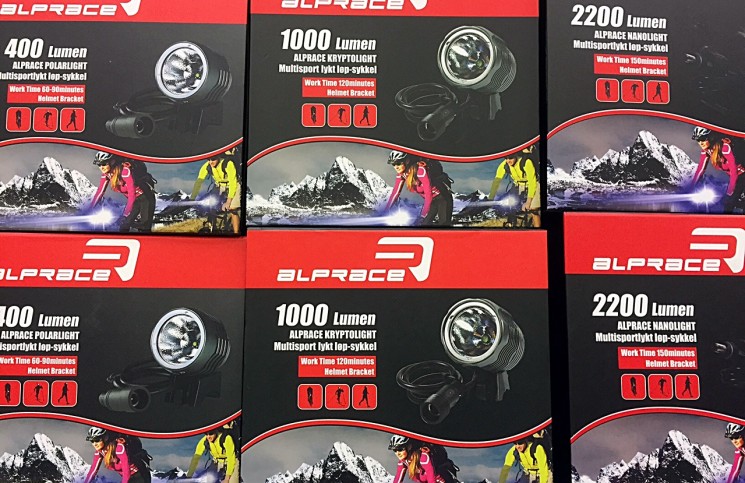 ALPRACE
400 Lumen
ALPRACE POLARLIGHT
Multisportlykt løp-sykkel
Work Time 60-90minutes
Helmet Bracket
ALPRACE
1000 Lumen
ALPRACE KRYPTOLIGHT
Multisport lykt løp-sykkel
Work Time 120minutes
Helmet Bracket
2200 Lumen
ALPRACE NANOLIGHT
Multisportlykt løp-sykkel
Work Time 150minutes
Helmet Bracket
ALPRACE
400 Lumen
ALPRACE POLARLIGHT
Multisportlykt løp-sykkel
Work Time 60-90minutes
Helmet Bracket
ALPRACE
1000 Lumen
ALPRACE KRYPTOLIGHT
Multisport lykt løp-sykkel
Work Time 120minutes
Helmet Bracket
ALPRACE
2200 Lumen
ALPRACE NANOLIGHT
Multisportlykt løp-sykkel
Work Time 150minutes
Helmet Bracket